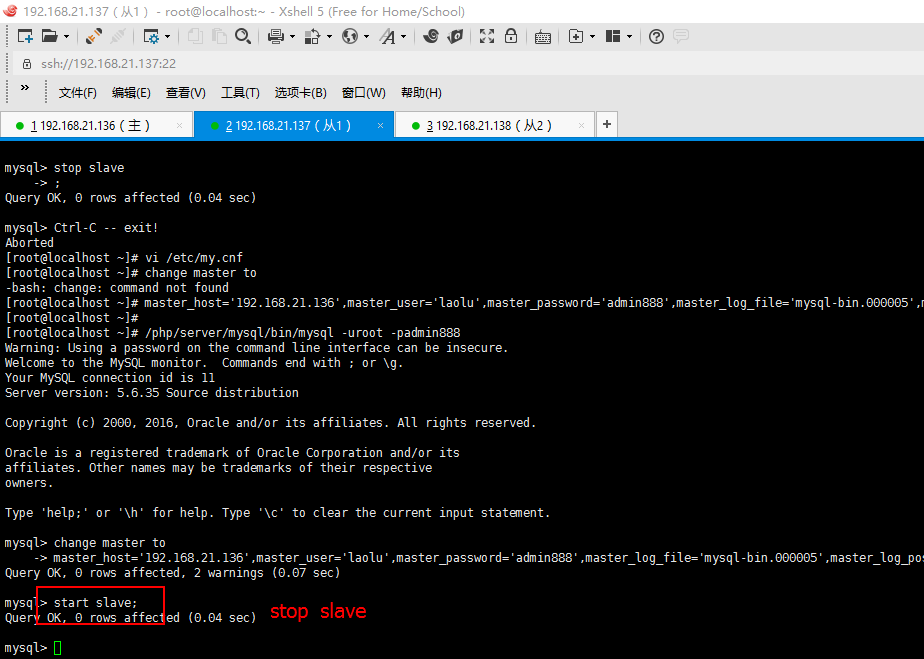 192.168.21.137（从1） - root@localhost:~ - Xshell 5 (Free for Home/School)
ssh://192.168.21.137:22
» 文件(F) 编辑(E) 查看(V) 工具(T) 选项卡(B) 窗口(W) 帮助(H)
1 192.168.21.136（主） × 2 192.168.21.137（从1） × 3 192.168.21.138（从2） × +
mysql> stop slave
-> ;
Query OK, 0 rows affected (0.04 sec)
mysql> Ctrl-C -- exit!
Aborted
[root@localhost ~]# vi /etc/my.cnf
[root@localhost ~]# change master to
-bash: change: command not found
[root@localhost ~]# master_host='192.168.21.136',master_user='laolu',master_password='admin888',master_log_file='mysql-bin.000005',
[root@localhost ~]#
[root@localhost ~]# /php/server/mysql/bin/mysql -uroot -padmin888
Warning: Using a password on the command line interface can be insecure.
Welcome to the MySQL monitor.  Commands end with ; or \g.
Your MySQL connection id is 11
Server version: 5.6.35 Source distribution
Copyright (c) 2000, 2016, Oracle and/or its affiliates. All rights reserved.
Oracle is a registered trademark of Oracle Corporation and/or its
affiliates. Other names may be trademarks of their respective
owners.
Type 'help;' or '\h' for help. Type '\c' to clear the current input statement.
mysql> change master to
-> master_host='192.168.21.136',master_user='laolu',master_password='admin888',master_log_file='mysql-bin.000005',master_log_pos
Query OK, 0 rows affected, 2 warnings (0.07 sec)
mysql> start slave;
Query OK, 0 rows affected (0.04 sec) stop slave
mysql>